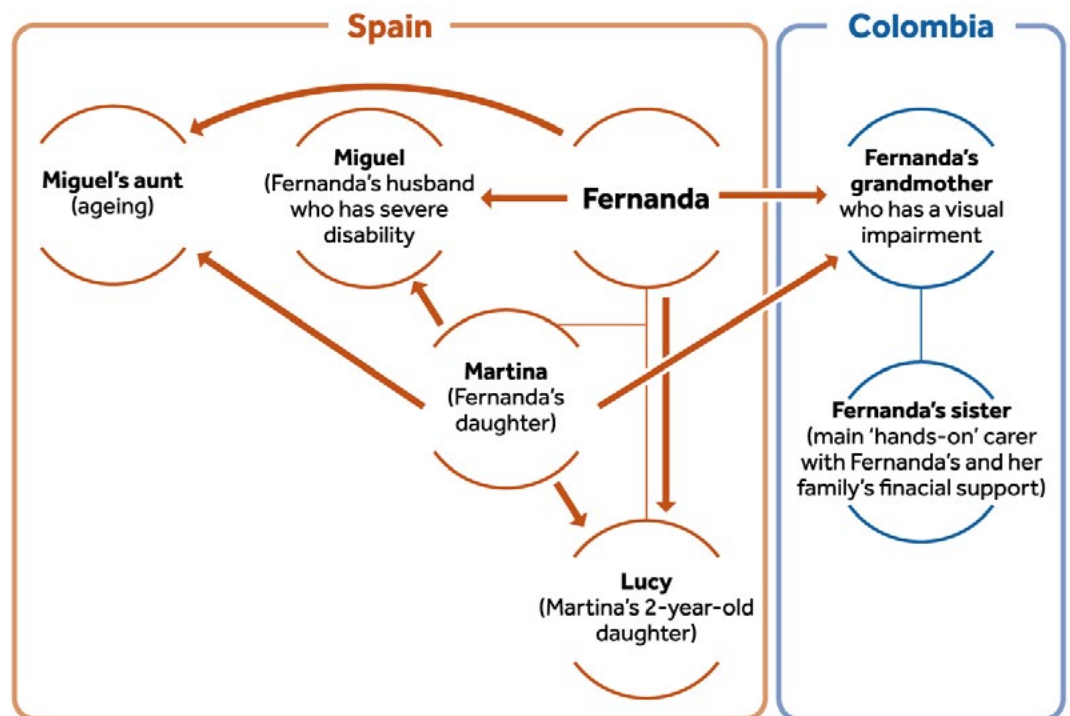 Spain
Colombia
Miguel's aunt
(ageing)
Miguel
(Fernanda's husband
who has severe
disability
Fernanda
Fernanda's
grandmother
who has a visual
impairment
Martina
(Fernanda's
daughter)
Fernanda's sister
(main 'hands-on' carer
with Fernanda's and her
family's finacial support)
Lucy
(Martina's 2-year-old
daughter)